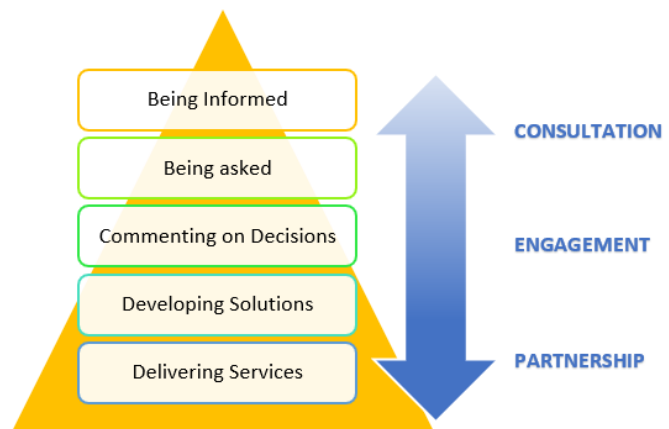 Being Informed
Being asked
Commenting on Decisions
Developing Solutions
Delivering Services
CONSULTATION
ENGAGEMENT
PARTNERSHIP